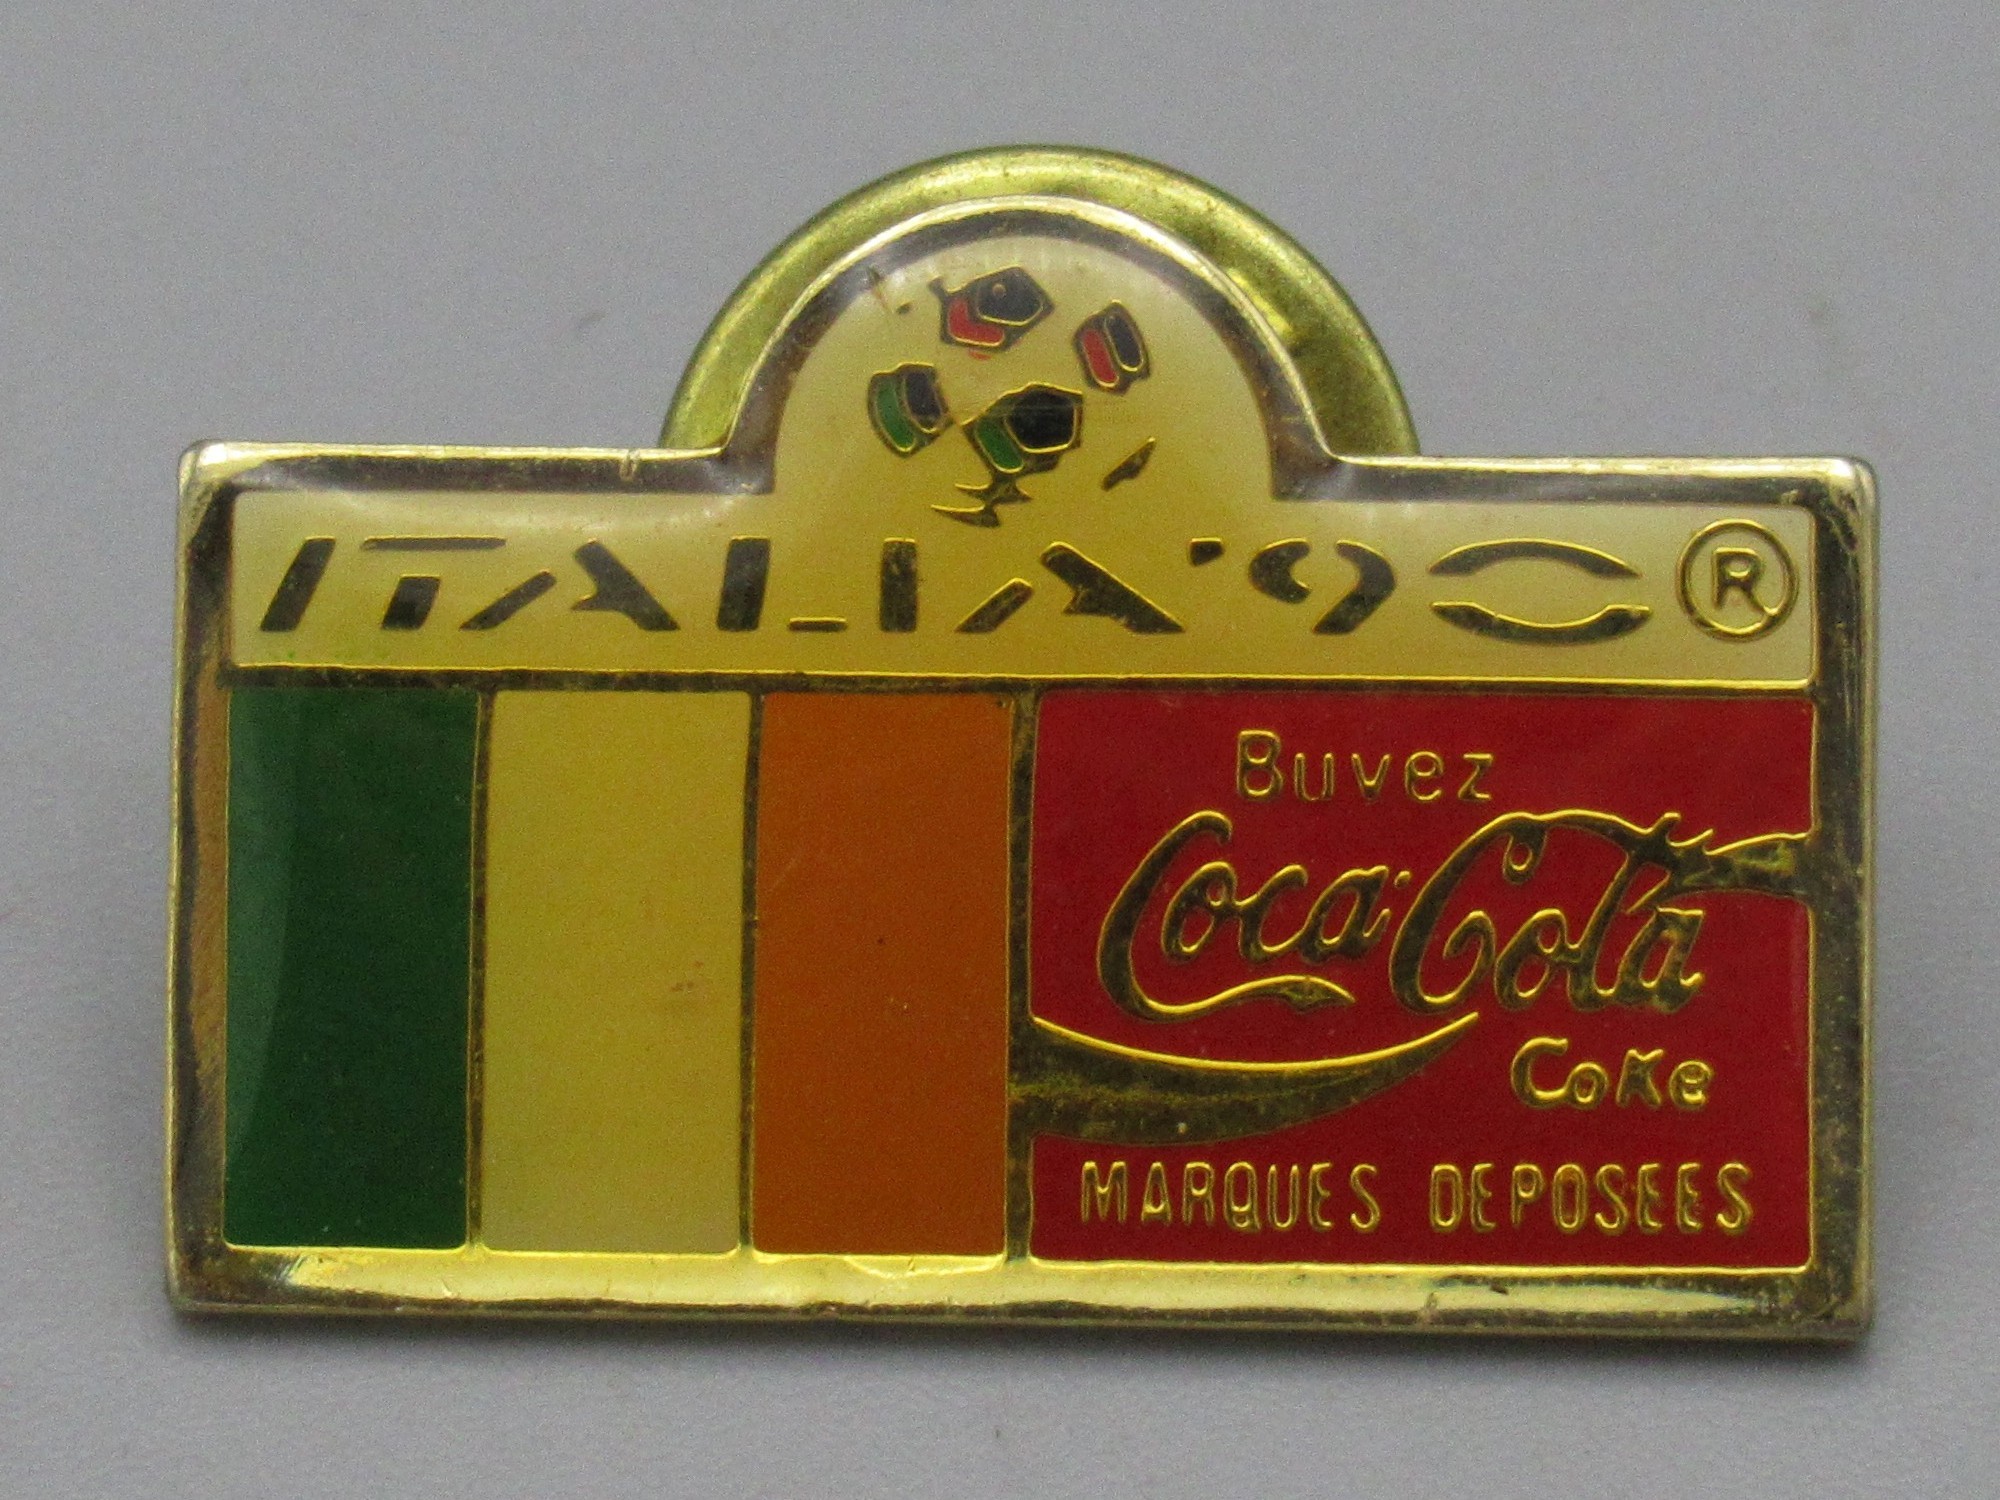 ITALIA'90 ®
Buvez
Coca-Cola
Coke
MARQUES DEPOSEES